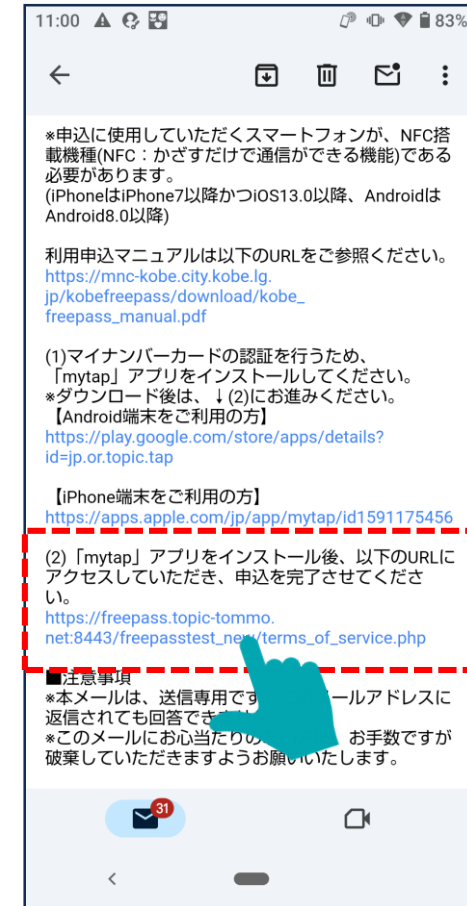 11:00
83%
*申込に使用していただくスマートフォンが、NFC搭
載機種(NFC：かざすだけで通信ができる機能)である
必要があります。
(iPhoneはiPhone7以降かつiOS13.0以降、Androidは
Android8.0以降)
利用申込マニュアルは以下のURLをご参照ください。
https://mnc-kobe.city.kobe.lg.
jp/kobefreepass/download/kobe_
freepass_manual.pdf
(1)マイナンバーカードの認証を行うため、
「mytap」アプリをインストールしてください。
*ダウンロード後は、↓(2)にお進みください。
【Android端末をご利用の方】
https://play.google.com/store/apps/details?
id=jp.or.topic.tap
【iPhone端末をご利用の方】
https://apps.apple.com/jp/app/mytap/id1591175456
(2)「mytap」アプリをインストール後、以下のURLに
アクセスしていただき、申込を完了させてくださ
い。
https://freepass.topic-tommo.
net:8443/freepasstest_new/terms_of_service.php
■注意事項
*本メールは、送信専用です ールアドレスに
返信されても回答でき
*このメールにお心当たりの お手数ですが
破棄していただきますようお願いいたします。
31